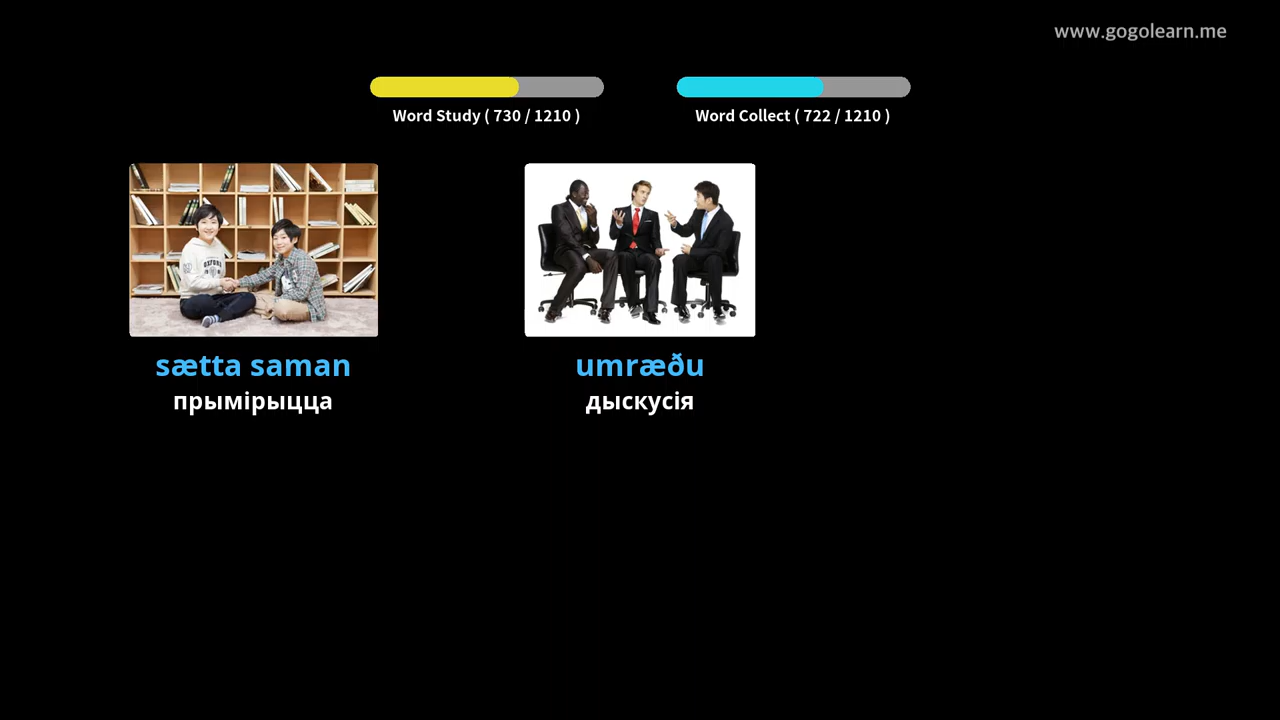 www.gogolearn.me
Word Study ( 730 / 1210 )
Word Collect ( 722 / 1210 )
sætta saman
прымірыцца
umræðu
дыскусія